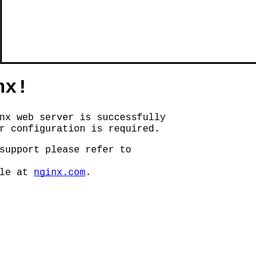 nx!
nx web server is successfully
r configuration is required.
support please refer to
le at nginx.com.